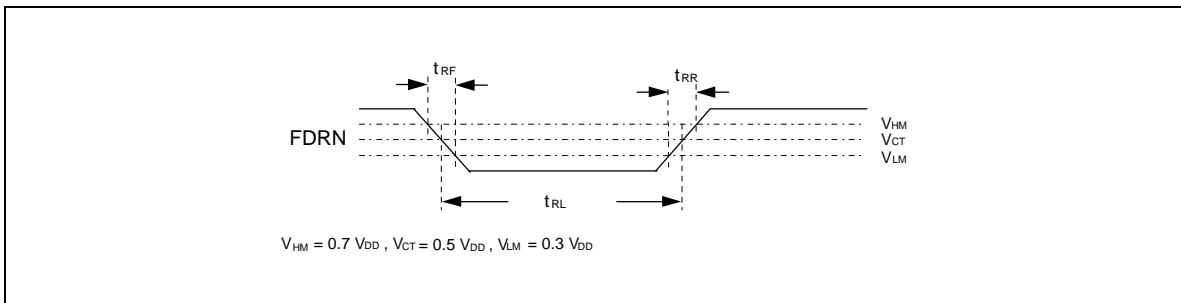 tRF
tRR
FDRN
VHM
VCT
VLM
tRL
VHM = 0.7 VDD , VCT = 0.5 VDD , VLM = 0.3 VDD